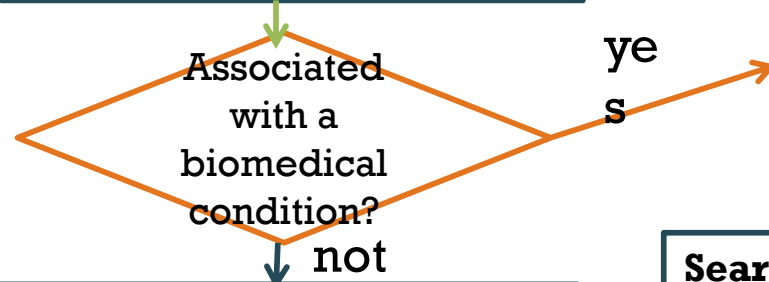 ye
s
Associated
with a
biomedical
condition?
not
Sear